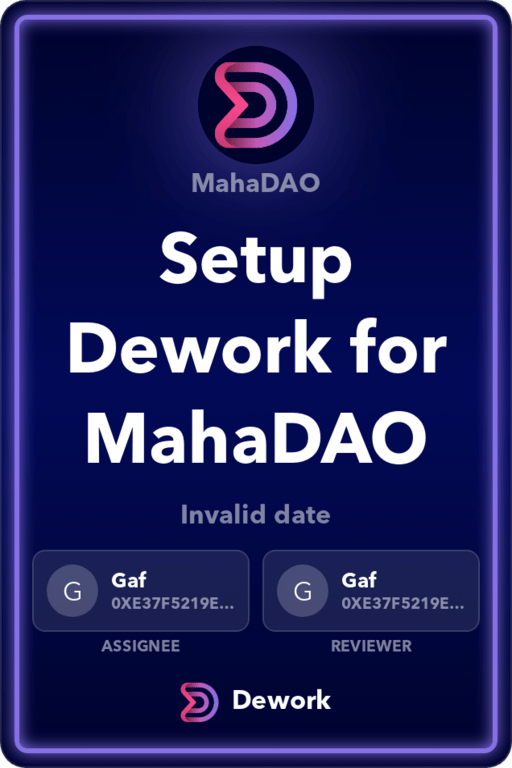 MahaDAO
Setup
Dework for
MahaDAO
Invalid date
G Gaf
0XE37F5219E...
G Gaf
0XE37F5219E...
ASSIGNEE
REVIEWER
Dework